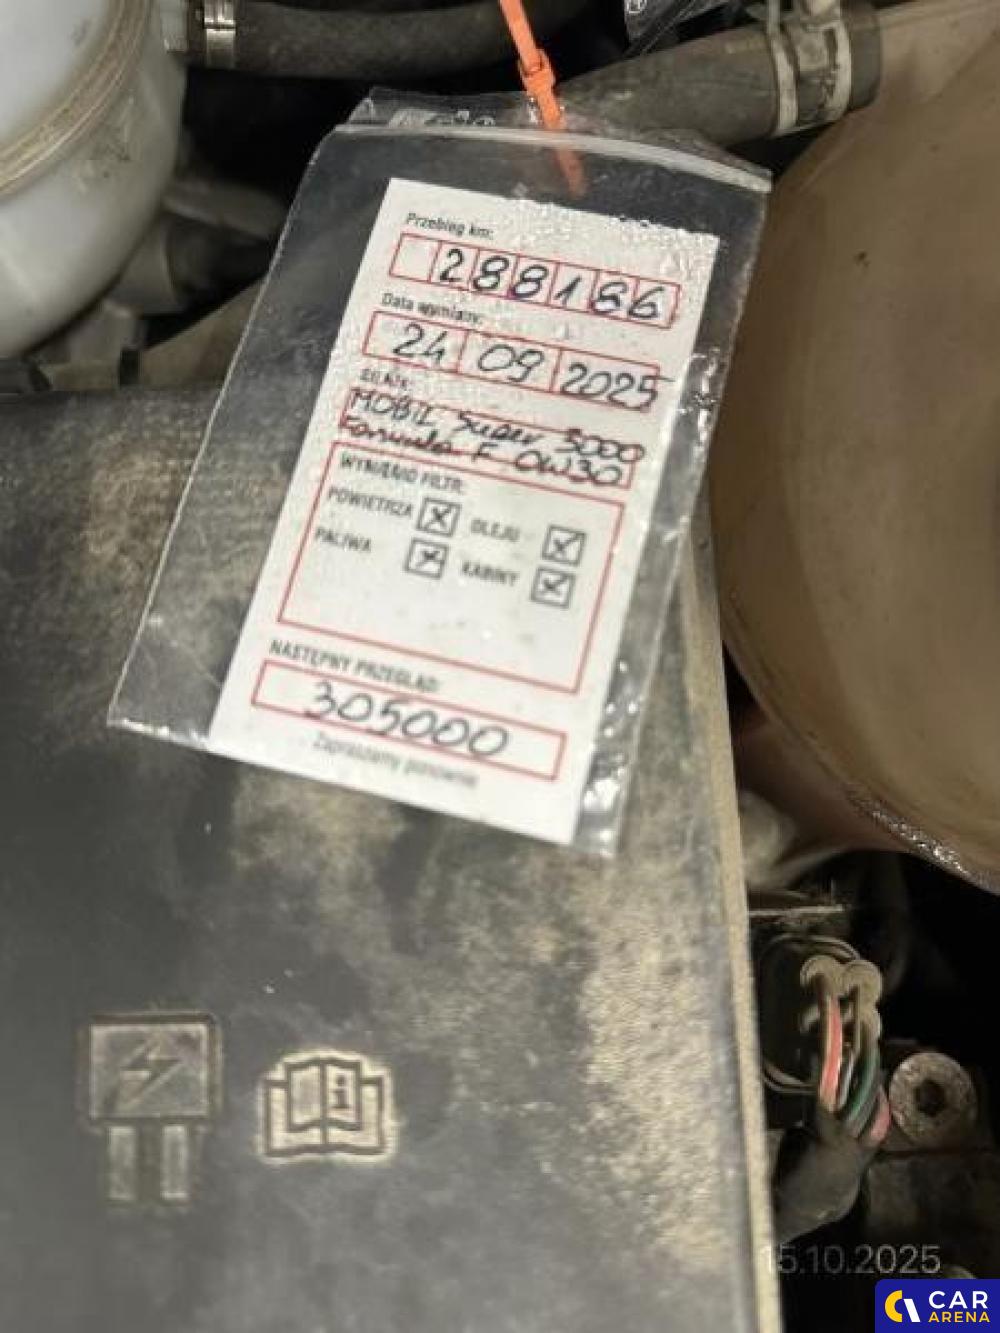 Przebieg km:
288186
Data wymiany:
24 09 2025
MOBIL Super 3000
Formula F 0W30
WYMIENIO FILTR:
POWIETRZA OLEJU
PALIWA KABINY
NASTĘPNY PRZEGLĄD:
305000
Zapraszamy ponownie
15.10.2025
CAR
ARENA